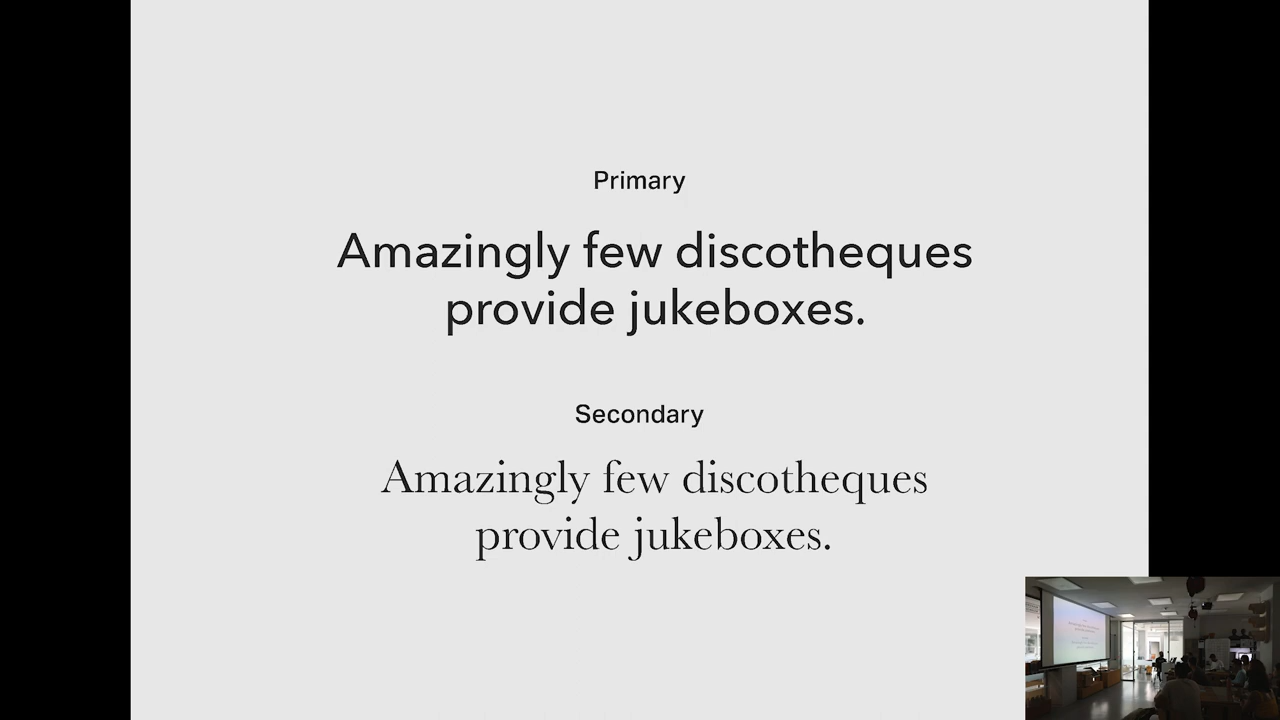 Primary
Amazingly few discotheques
provide jukeboxes.
Secondary
Amazingly few discotheques
provide jukeboxes.